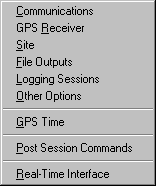 Communications
GPS Receiver
Site
File Outputs
Logging Sessions
Other Options
GPS Time
Post Session Commands
Real-Time Interface